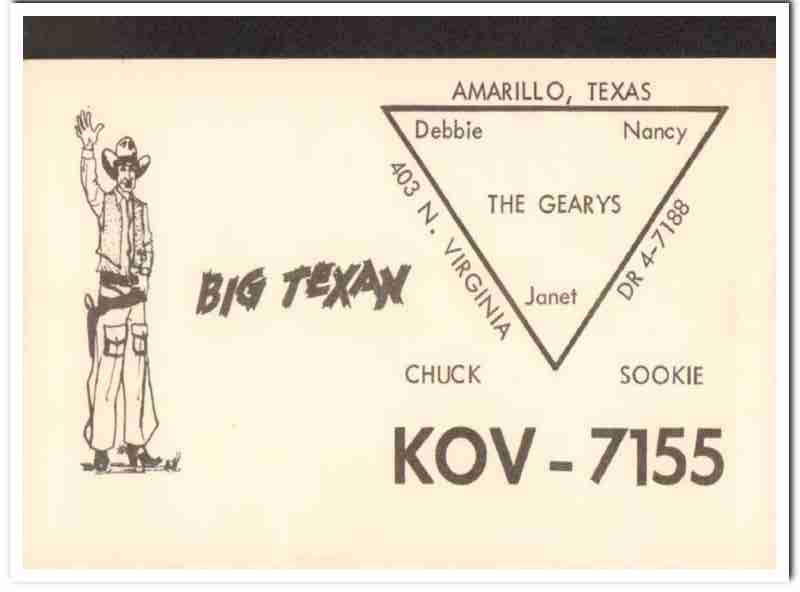 AMARILLO, TEXAS
Debbie Nancy
403 N. VIRGINIA
THE GEARYS
DR 4-7188
Janet
BIG TEXAN
CHUCK SOOKIE
KOV - 7155